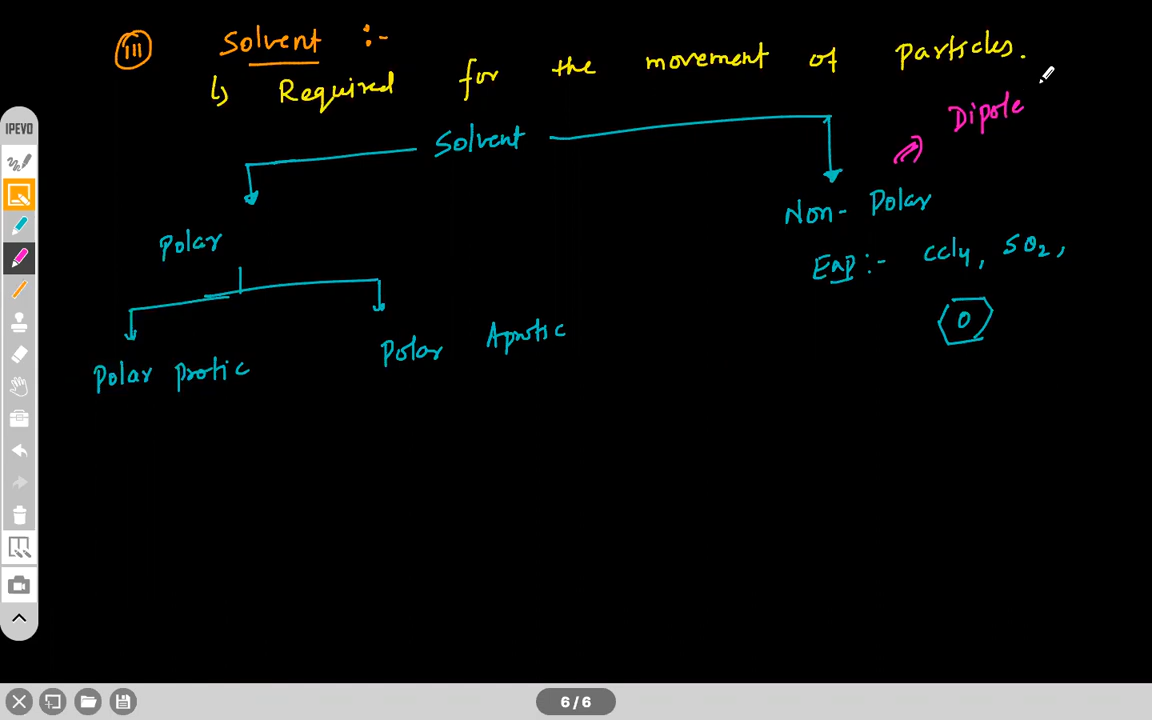 (III) Solvent :-
↳ Required for the movement of Particles.
Dipole
Solvent
Polar
Non- Polar
Exp :- CCl4, SO2,
Polar Protic
Polar Aprotic
IPEVO
6 / 6